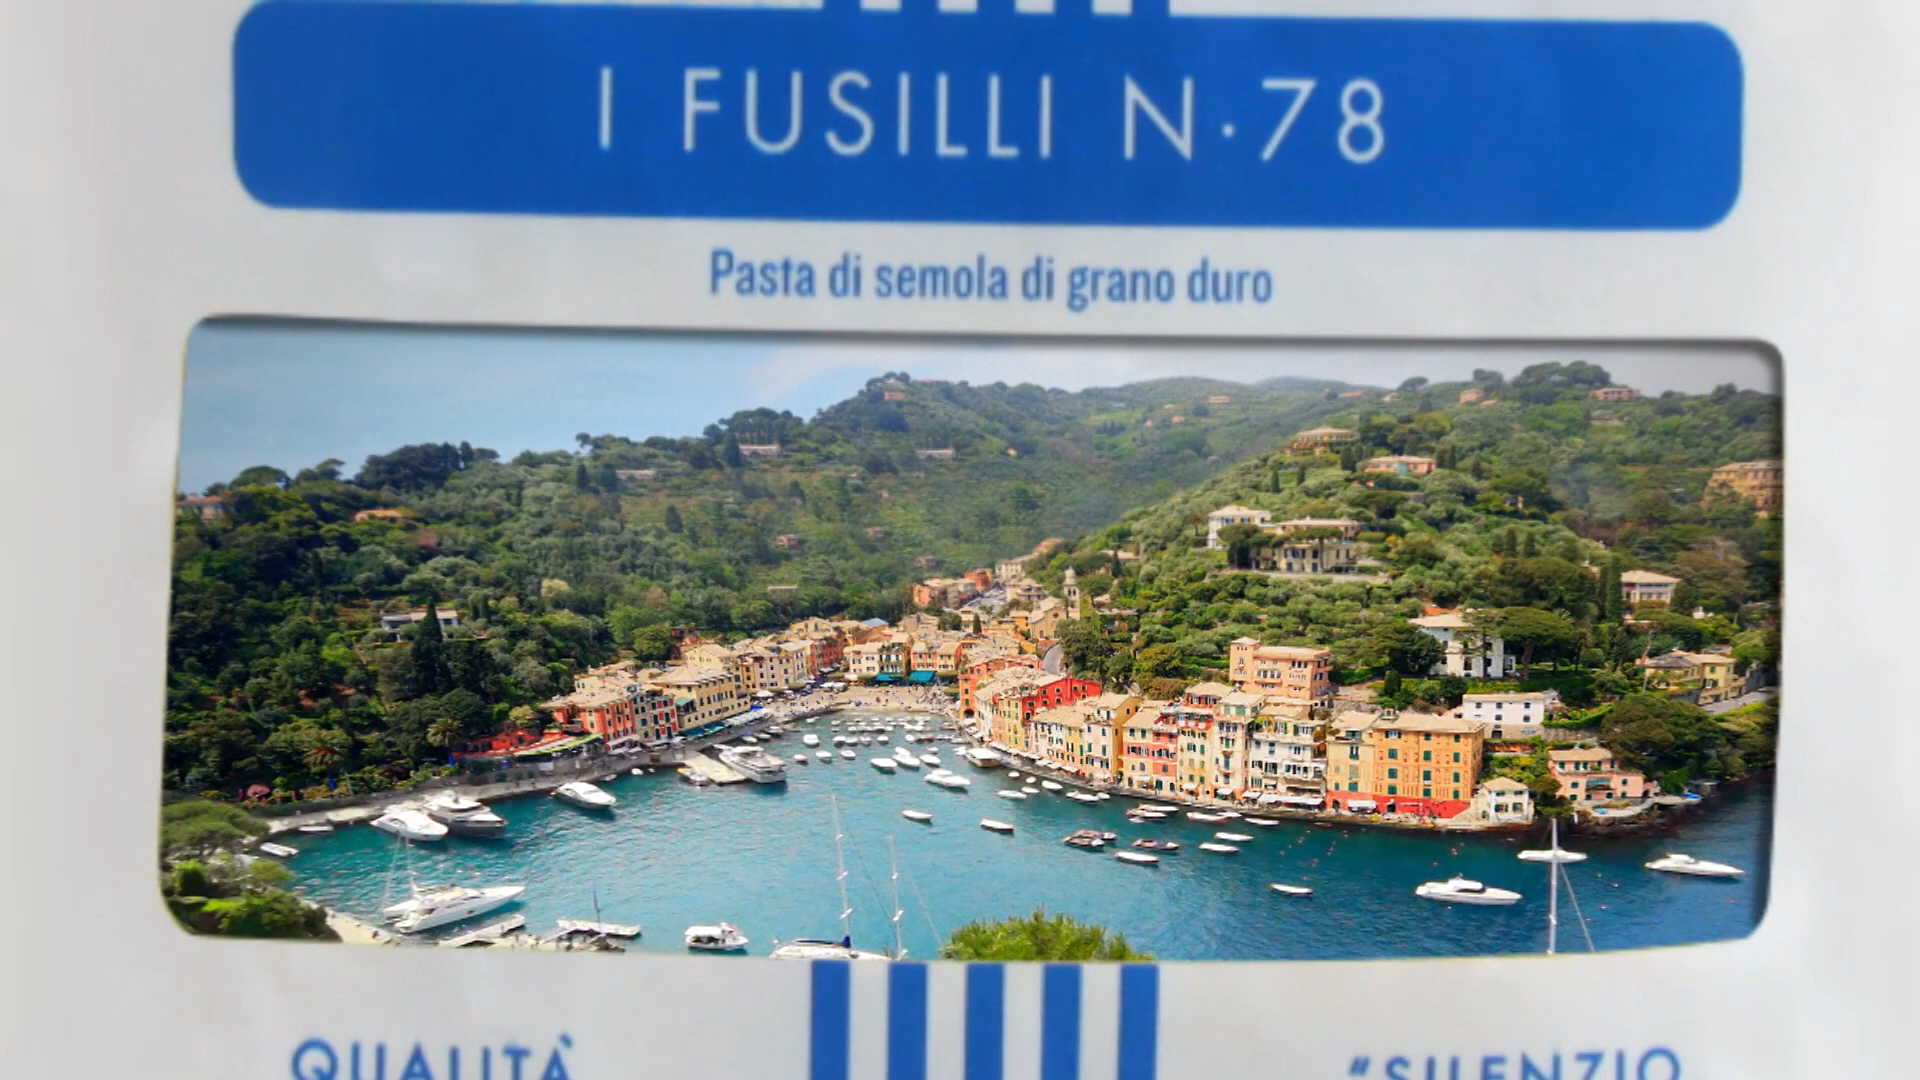 I FUSILLI N·78
Pasta di semola di grano duro
QUALITÀ
"SILENZIO